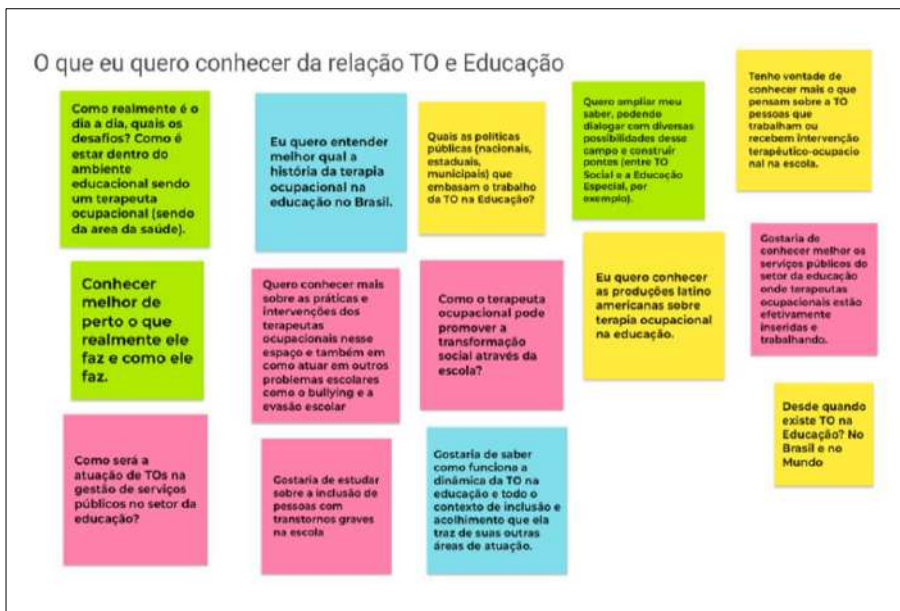 O que eu quero conhecer da relação TO e Educação
Como realmente é o
dia a dia, quais os
desafios? Como é
estar dentro do
ambiente
educacional sendo
um terapeuta
ocupacional (sendo
da area da saúde).
Eu quero entender
melhor qual a
história da terapia
ocupacional na
educação no Brasil.
Quais as políticas
públicas (nacionais,
estaduais,
municipais) que
embasam o trabalho
da TO na Educação?
Quero ampliar meu
saber, podendo
dialogar com diversas
possibilidades desse
campo e construir
pontes (entre TO
Social e a Educação
Especial, por
exemplo).
Tenho vontade de
conhecer mais o que
pensam sobre a TO
pessoas que
trabalham ou
recebem intervenção
terapêutico-ocupacio
nal na escola.
Conhecer
melhor de
perto o que
realmente ele
faz e como ele
faz.
Quero conhecer mais
sobre as práticas e
intervenções dos
terapeutas
ocupacionais nesse
espaço e também em
como atuar em outros
problemas escolares
como o bullying e a
evasão escolar
Como o terapeuta
ocupacional pode
promover a
transformação
social através da
escola?
Eu quero conhecer
as produções latino
americanas sobre
terapia ocupacional
na educação.
Gostaria de
conhecer melhor os
serviços públicos do
setor da educação
onde terapeutas
ocupacionais estão
efetivamente
inseridas e
trabalhando.
Como será a
atuação de TOs na
gestão de serviços
públicos no setor da
educação?
Gostaria de estudar
sobre a inclusão de
pessoas com
transtornos graves
na escola
Gostaria de saber
como funciona a
dinâmica da TO na
educação e todo o
contexto de inclusão e
acolhimento que ela
traz de suas outras
áreas de atuação.
Desde quando
existe TO na
Educação? No
Brasil e no
Mundo